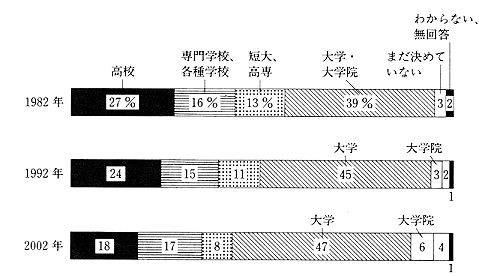 わからない、
無回答
専門学校、 短大、 大学・ まだ決めて
高校 各種学校 高専 大学院 いない
1982年 27% 16% 13% 39% 3 2
大学 大学院
1992年 24 15 11 45 3 2
1
大学 大学院
2002年 18 17 8 47 6 4
1